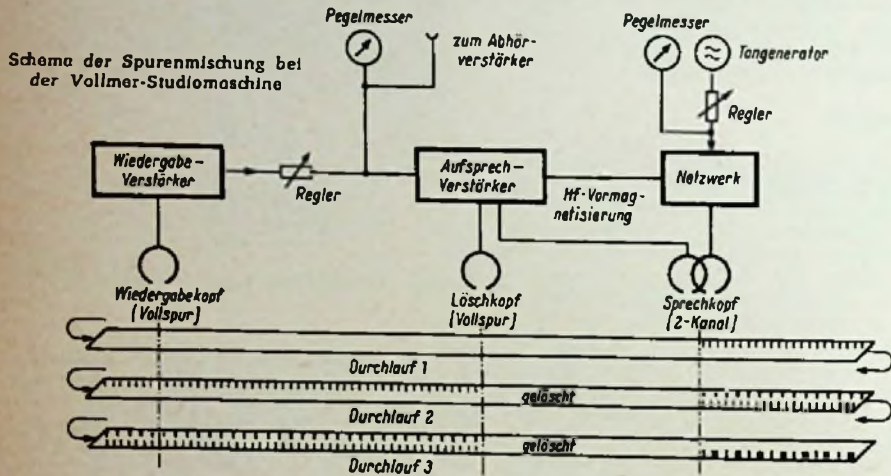 Schema der Spurenmischung bei
der Vollmer-Studiomaschine
Pegelmesser
zum Abhör-
verstärker
Pegelmesser
Tongenerator
Regler
Wiedergabe-
Verstärker
Regler
Aufsprech-
Verstärker
Hf-Vormag-
netisierung
Netzwerk
Wiedergabekopf
(Vollspur)
Löschkopf
(Vollspur)
Sprechkopf
(2-Kanal)
Durchlauf 1
gelöscht
Durchlauf 2
gelöscht
Durchlauf 3